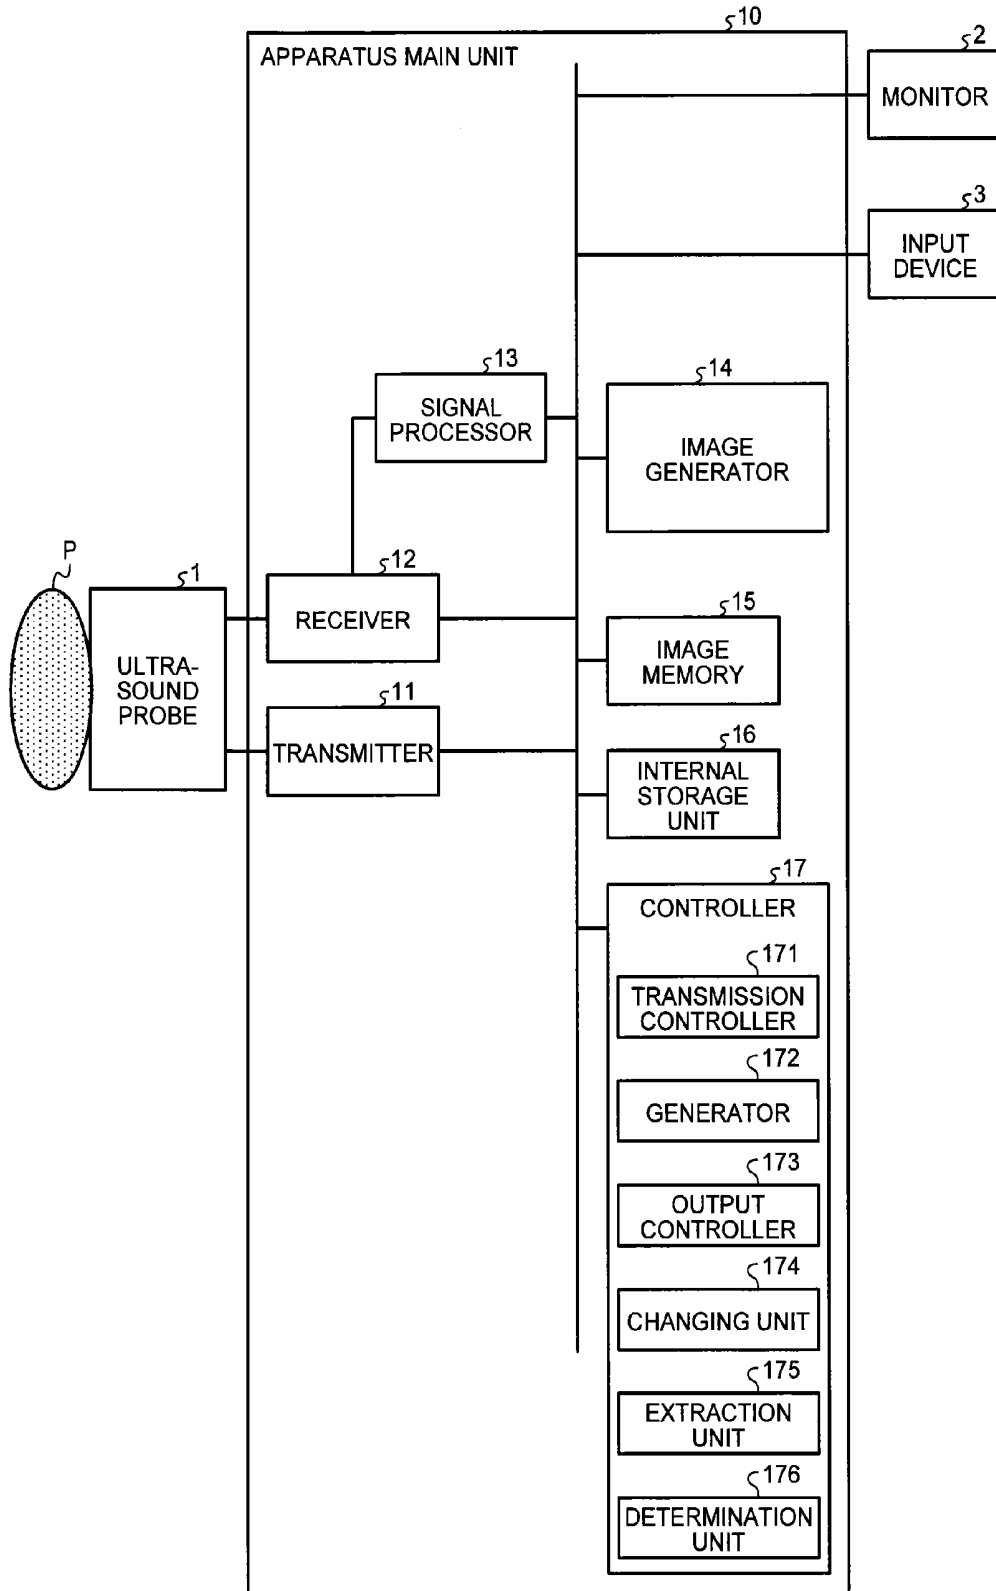 10
APPARATUS MAIN UNIT
2
MONITOR
3
INPUT
DEVICE
13
SIGNAL
PROCESSOR
14
IMAGE
GENERATOR
P
1
ULTRA-
SOUND
PROBE
12
RECEIVER
15
IMAGE
MEMORY
11
TRANSMITTER
16
INTERNAL
STORAGE
UNIT
17
CONTROLLER
171
TRANSMISSION
CONTROLLER
172
GENERATOR
173
OUTPUT
CONTROLLER
174
CHANGING UNIT
175
EXTRACTION
UNIT
176
DETERMINATION
UNIT